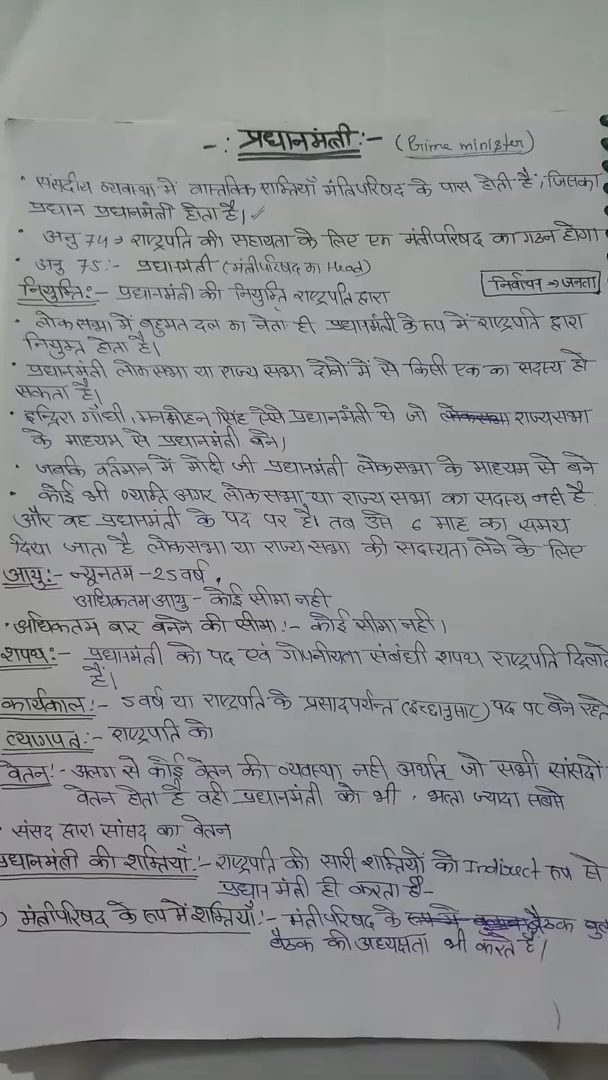 -: प्रधानमंत्री :- (Prime minister)
• संसदीय व्यवस्था में वास्तविक शक्तियाँ मंत्रिपरिषद के पास होती है, जिसका
प्रधान प्रधानमंत्री होता है।
• अनु 74 → राष्ट्रपति की सहायता के लिए एक मंत्रीपरिषद का गठन होगा
• अनु 75 :- प्रधानमंत्री (मंत्रीपरिषद का Head)
नियुक्ति :- प्रधानमंत्री की नियुक्ति राष्ट्रपति द्वारा
निर्वाचन → जनता
• लोकसभा में बहुमत दल का नेता ही प्रधानमंत्री के रूप में राष्ट्रपति द्वारा
नियुक्त होता है।
• प्रधानमंत्री लोकसभा या राज्य सभा दोनों में से किसी एक का सदस्य हो
सकता है।
• इन्दिरा गाँधी, मनमोहन सिंह ऐसे प्रधानमंत्री थे जो लोकसभा राज्यसभा
के माध्यम से प्रधानमंत्री बने।
• जबकि वर्तमान में मोदी जी प्रधानमंत्री लोकसभा के माध्यम से बने
• कोई भी व्यक्ति अगर लोकसभा या राज्य सभा का सदस्य नही है
और वह प्रधानमंत्री के पद पर है। तब उसे 6 माह का समय
दिया जाता है लोकसभा या राज्य सभा की सदस्यता लेने के लिए
आयु :- न्यूनतम - 25 वर्ष,
अधिकतम आयु - कोई सीमा नही
• अधिकतम बार बनने की सीमा :- कोई सीमा नही।
शपथ :- प्रधानमंत्री को पद एवं गोपनीयता संबंधी शपथ राष्ट्रपति दिलाते
हैं।
कार्यकाल :- 5 वर्ष या राष्ट्रपति के प्रसादपर्यन्त (इच्छानुसार) पद पर बने रहते
त्यागपत्र :- राष्ट्रपति को
वेतन :- अलग से कोई वेतन की व्यवस्था नही अर्थात् जो सभी सांसदों
वेतन होता है वही प्रधानमंत्री को भी, भत्ता ज्यादा सबसे
• संसद द्वारा सांसद का वेतन
प्रधानमंत्री की शक्तियाँ :- राष्ट्रपति की सारी शक्तियों को Indirect रूप से
प्रधान मंत्री ही करता है-
मंत्रीपरिषद के रूप में शक्तियाँ :- मंत्रीपरिषद के रूप में बैठक
बैठक की अध्यक्षता भी करते है।